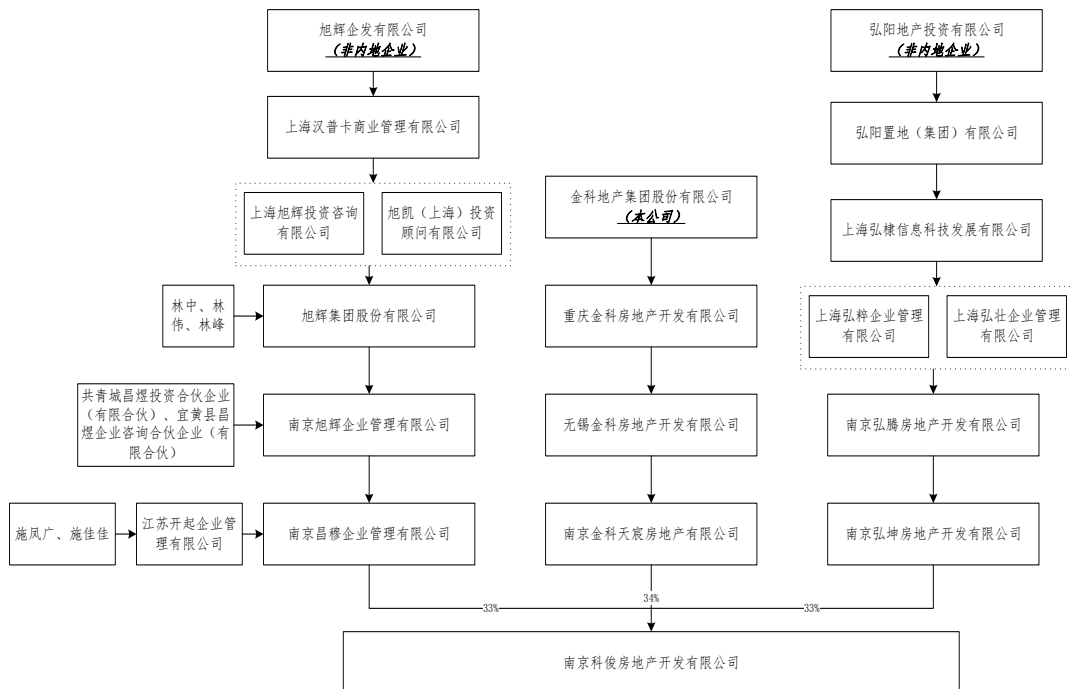 旭辉企发有限公司
（非内地企业）
弘阳地产投资有限公司
（非内地企业）
上海汉普卡商业管理有限公司
弘阳置地（集团）有限公司
上海旭辉投资咨询
有限公司
旭凯（上海）投资
顾问有限公司
金科地产集团股份有限公司
（本公司）
上海弘棣信息科技发展有限公司
林中、林
伟、林峰
旭辉集团股份有限公司
重庆金科房地产开发有限公司
上海弘粹企业管理
有限公司
上海弘壮企业管理
有限公司
共青城昌煜投资合伙企业
（有限合伙）、宜黄县昌
煜企业咨询合伙企业（有
限合伙）
南京旭辉企业管理有限公司
无锡金科房地产开发有限公司
南京弘腾房地产开发有限公司
施凤广、施佳佳
江苏开起企业管
理有限公司
南京昌穆企业管理有限公司
南京金科天宸房地产有限公司
南京弘坤房地产开发有限公司
33%
34%
33%
南京科俊房地产开发有限公司